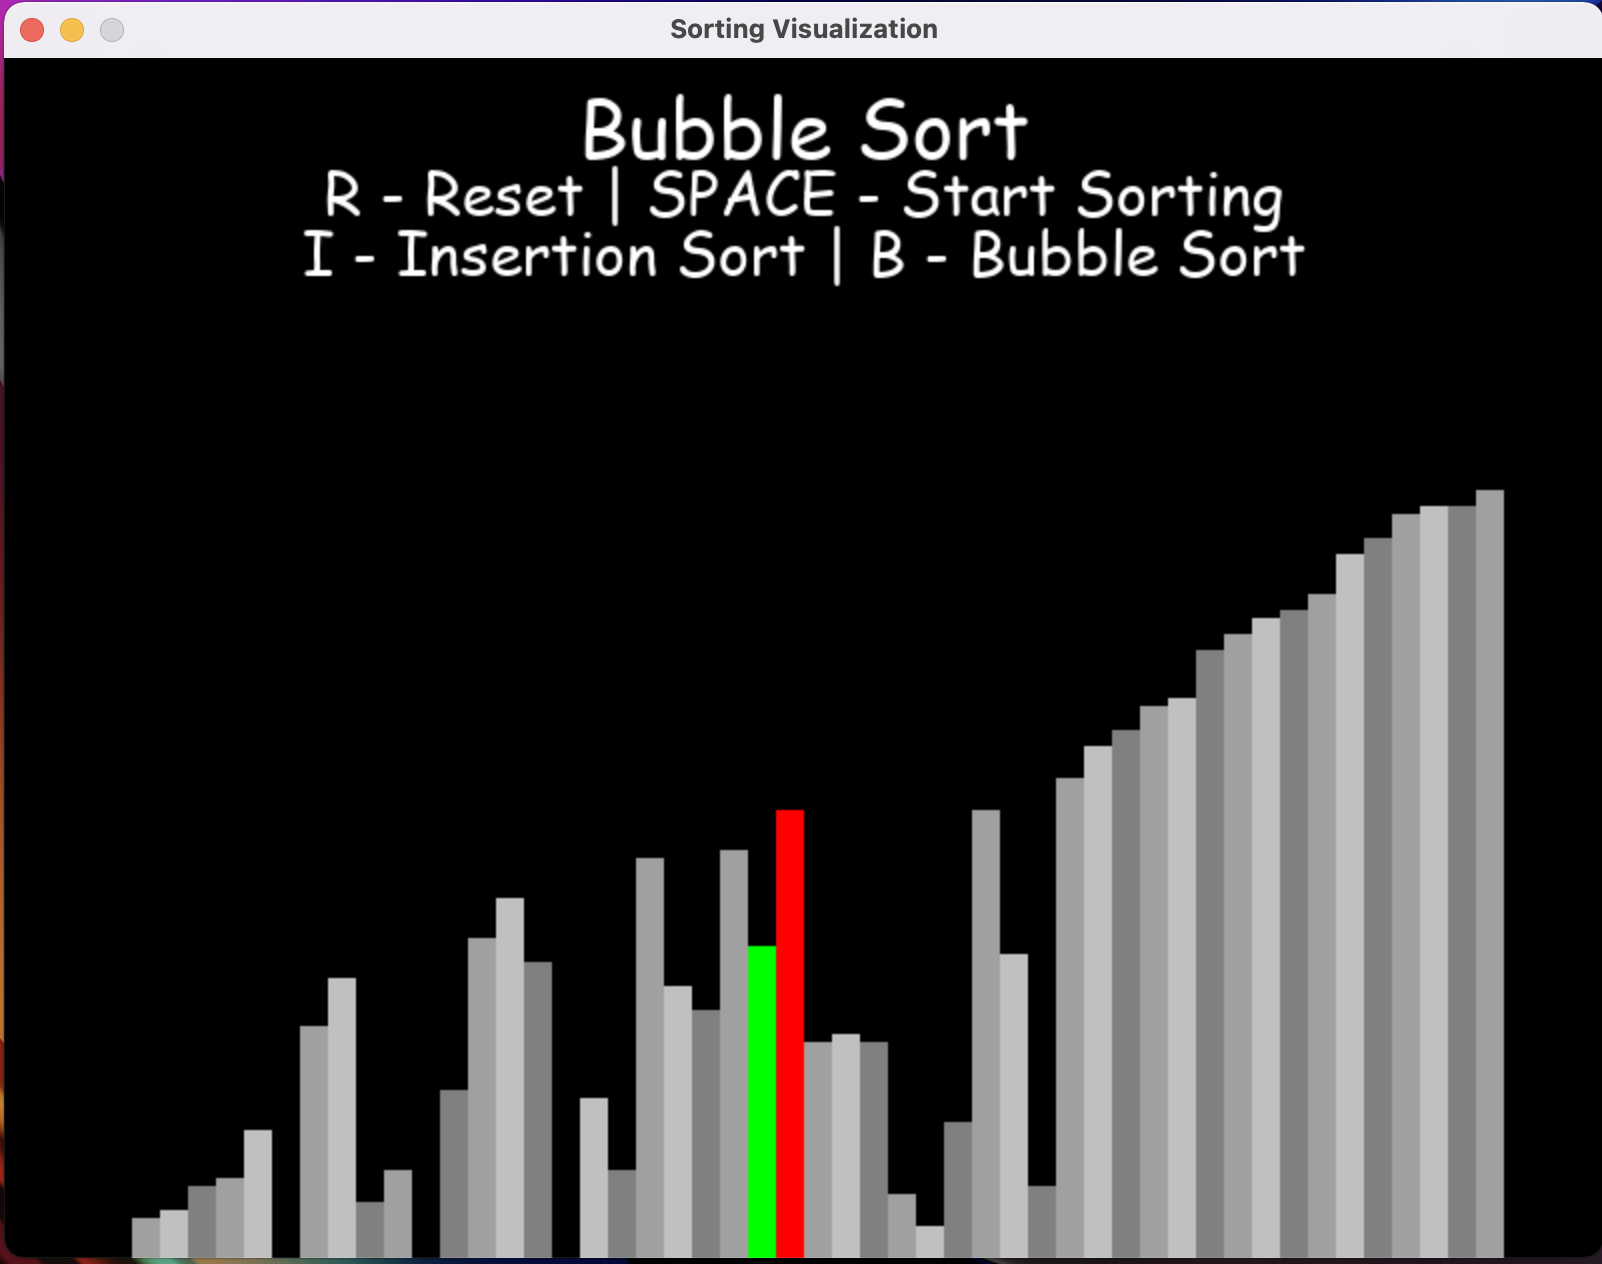 Sorting Visualization
Bubble Sort
R - Reset | SPACE - Start Sorting
I - Insertion Sort | B - Bubble Sort